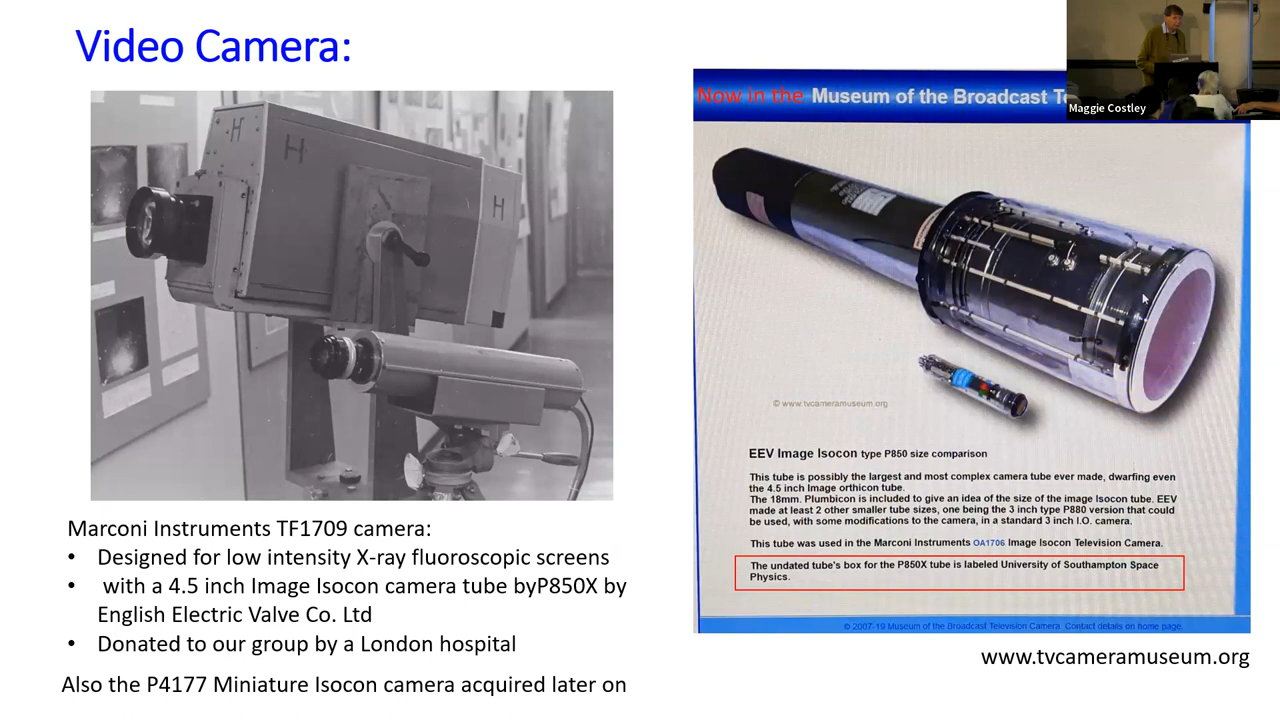 Video Camera:
H
H
H
Marconi Instruments TF1709 camera:
• Designed for low intensity X-ray fluoroscopic screens
• with a 4.5 inch Image Isocon camera tube byP850X by
English Electric Valve Co. Ltd
• Donated to our group by a London hospital
Also the P4177 Miniature Isocon camera acquired later on
Maggie Costley
Now in the Museum of the Broadcast Te
© www.tvcameramuseum.org
EEV Image Isocon type P850 size comparison
This tube is possibly the largest and most complex camera tube ever made, dwarfing even
the 4.5 inch Image orthicon tube.
The 18mm. Plumbicon is included to give an idea of the size of the image Isocon tube. EEV
made at least 2 other smaller tube sizes, one being the 3 inch type P880 version that could
be used, with some modifications to the camera, in a standard 3 inch I.O. camera.
This tube was used in the Marconi Instruments OA1706 Image Isocon Television Camera.
The undated tube's box for the P850X tube is labeled University of Southampton Space
Physics.
© 2007-19 Museum of the Broadcast Television Camera. Contact details on home page.
www.tvcameramuseum.org